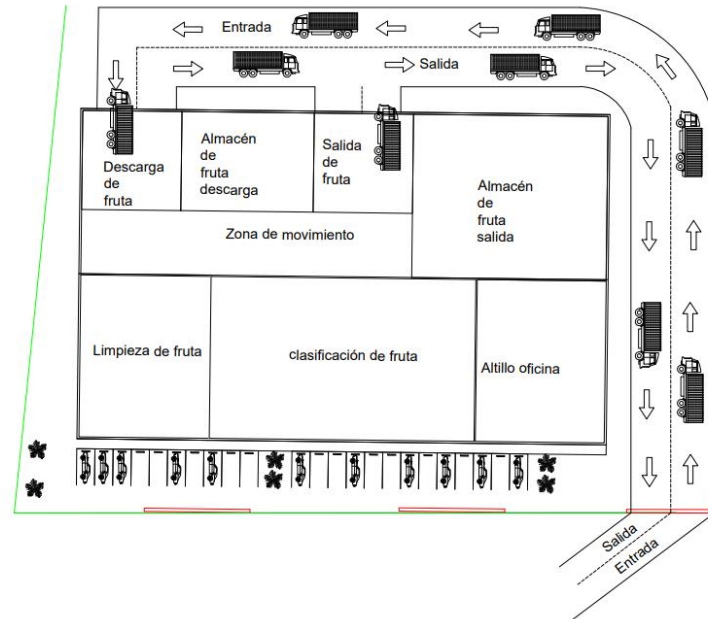 Entrada
Salida
Descarga
de
fruta
Almacén
de
fruta
descarga
Salida
de
fruta
Almacén
de
fruta
salida
Zona de movimiento
Limpieza de fruta
clasificación de fruta
Altillo oficina
Salida
Entrada